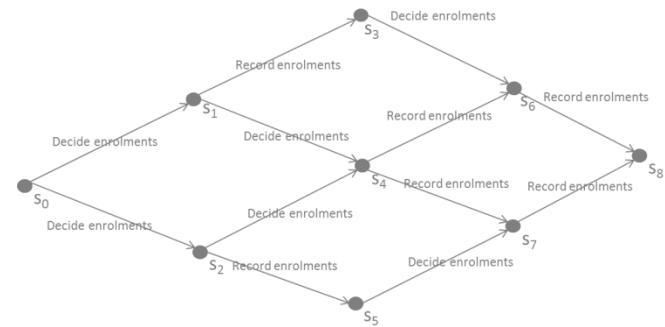 Decide enrolments
S3
Record enrolments
S6
Record enrolments
S1
Record enrolments
Decide enrolments
Decide enrolments
S8
S4
Record enrolments
Record enrolments
S0
Decide enrolments
Decide enrolments
S7
S2
Record enrolments
Decide enrolments
S5